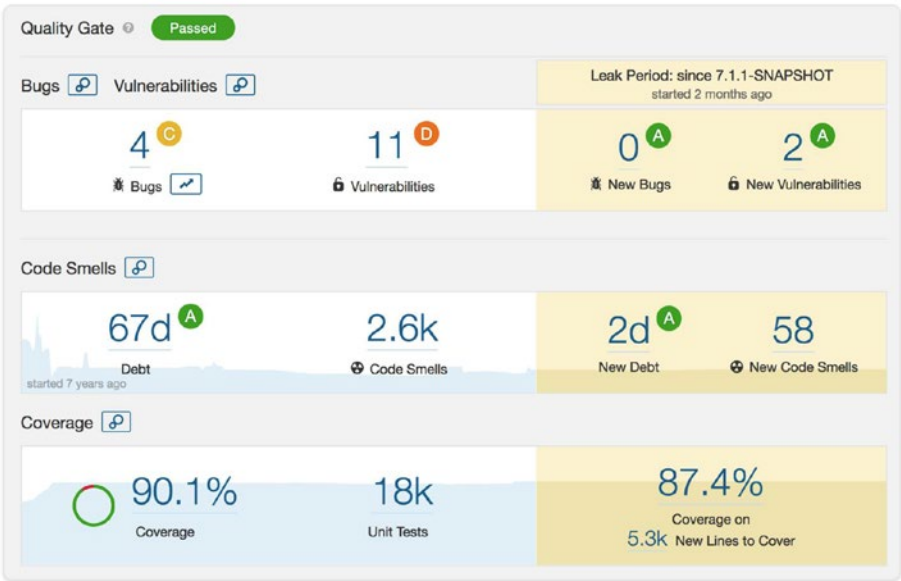 Quality Gate ? Passed
Bugs Vulnerabilities
Leak Period: since 7.1.1-SNAPSHOT
started 2 months ago
4 C 11 D 0 A 2 A
Bugs Vulnerabilities New Bugs New Vulnerabilities
Code Smells
67d A 2.6k 2d A 58
Debt Code Smells New Debt New Code Smells
started 7 years ago
Coverage
90.1% 18k 87.4%
Coverage Unit Tests Coverage on
5.3k New Lines to Cover